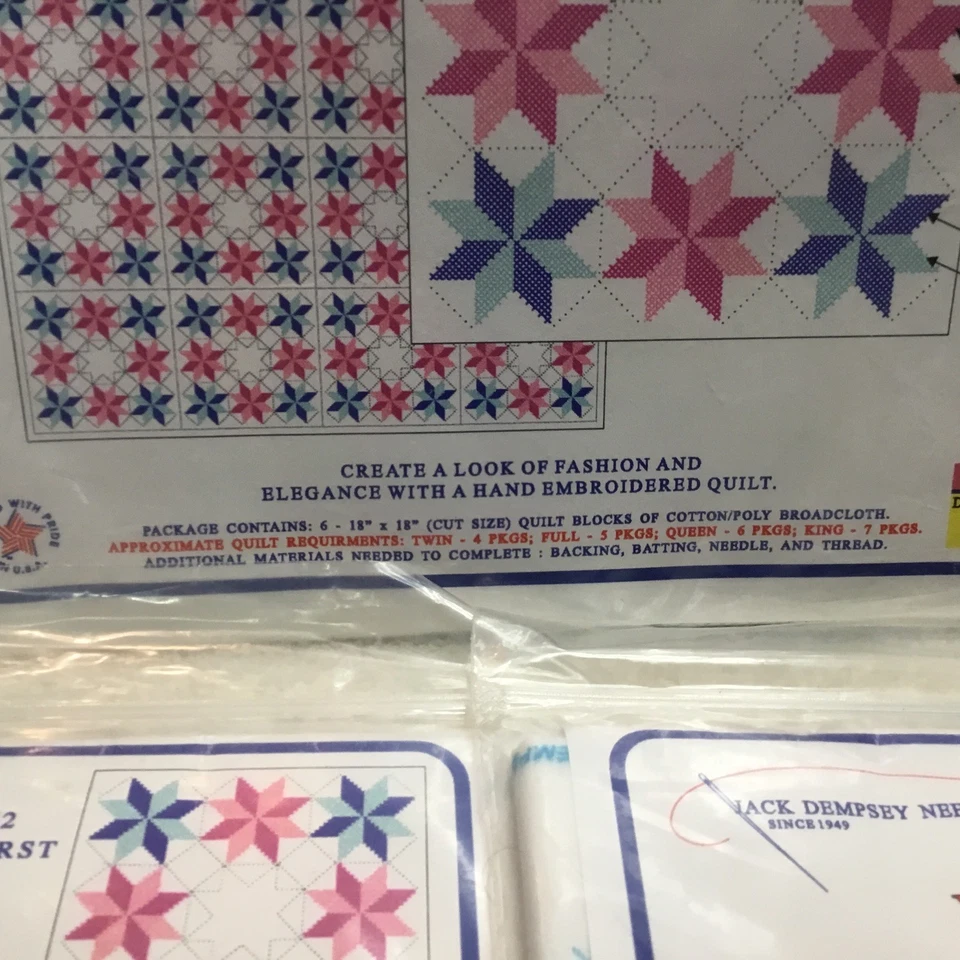 CREATE A LOOK OF FASHION AND
ELEGANCE WITH A HAND EMBROIDERED QUILT.
PACKAGE CONTAINS: 6 - 18" x 18" (CUT SIZE) QUILT BLOCKS OF COTTON/POLY BROADCLOTH.
APPROXIMATE QUILT REQUIRMENTS: TWIN - 4 PKGS; FULL - 5 PKGS; QUEEN - 6 PKGS; KING - 7 PKGS.
ADDITIONAL MATERIALS NEEDED TO COMPLETE : BACKING, BATTING, NEEDLE, AND THREAD.
WITH PRIDE
U.S.A.
D
2
RST
EMP
JACK DEMPSEY NEE
SINCE 1949